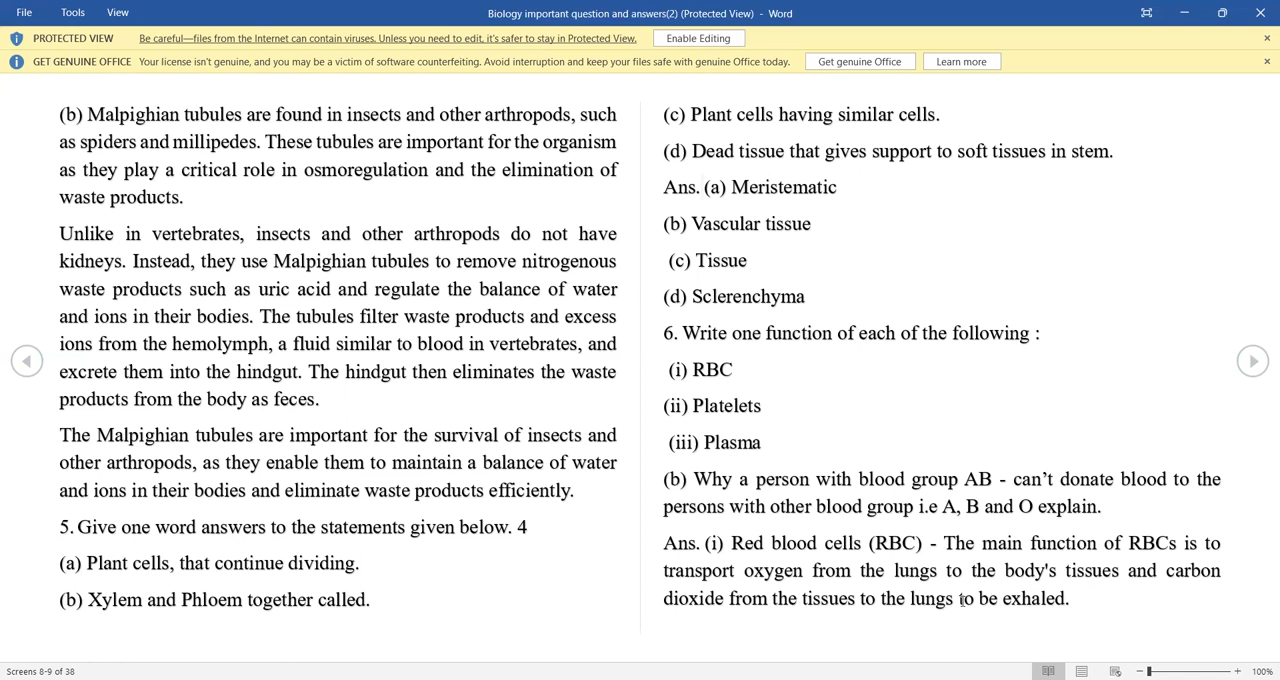 File Tools View Biology important question and answers(2) (Protected View) - Word
PROTECTED VIEW Be careful—files from the Internet can contain viruses. Unless you need to edit, it's safer to stay in Protected View. Enable Editing
GET GENUINE OFFICE Your license isn't genuine, and you may be a victim of software counterfeiting. Avoid interruption and keep your files safe with genuine Office today. Get genuine Office Learn more
(b) Malpighian tubules are found in insects and other arthropods, such
as spiders and millipedes. These tubules are important for the organism
as they play a critical role in osmoregulation and the elimination of
waste products.
Unlike in vertebrates, insects and other arthropods do not have
kidneys. Instead, they use Malpighian tubules to remove nitrogenous
waste products such as uric acid and regulate the balance of water
and ions in their bodies. The tubules filter waste products and excess
ions from the hemolymph, a fluid similar to blood in vertebrates, and
excrete them into the hindgut. The hindgut then eliminates the waste
products from the body as feces.
The Malpighian tubules are important for the survival of insects and
other arthropods, as they enable them to maintain a balance of water
and ions in their bodies and eliminate waste products efficiently.
5. Give one word answers to the statements given below. 4
(a) Plant cells, that continue dividing.
(b) Xylem and Phloem together called.
(c) Plant cells having similar cells.
(d) Dead tissue that gives support to soft tissues in stem.
Ans. (a) Meristematic
(b) Vascular tissue
(c) Tissue
(d) Sclerenchyma
6. Write one function of each of the following :
(i) RBC
(ii) Platelets
(iii) Plasma
(b) Why a person with blood group AB - can’t donate blood to the
persons with other blood group i.e A, B and O explain.
Ans. (i) Red blood cells (RBC) - The main function of RBCs is to
transport oxygen from the lungs to the body's tissues and carbon
dioxide from the tissues to the lungs to be exhaled.
Screens 8-9 of 38 100%